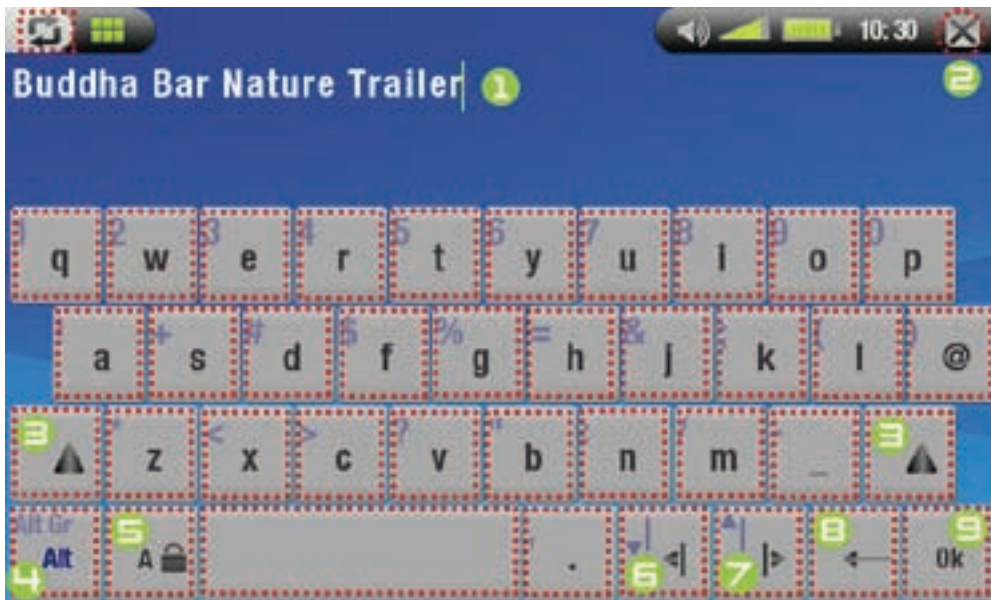 10:30
Buddha Bar Nature Trailer 1 2
1 q 2 w 3 e 4 r 5 t 6 y 7 u 8 i 9 o 0 p
a + s # d $ f % g = h & j k ( l ) @
3 * z < x > c ? v " b n / m - _ 3
Alt Gr
4 Alt 5 A . 6 7 8 9 Ok